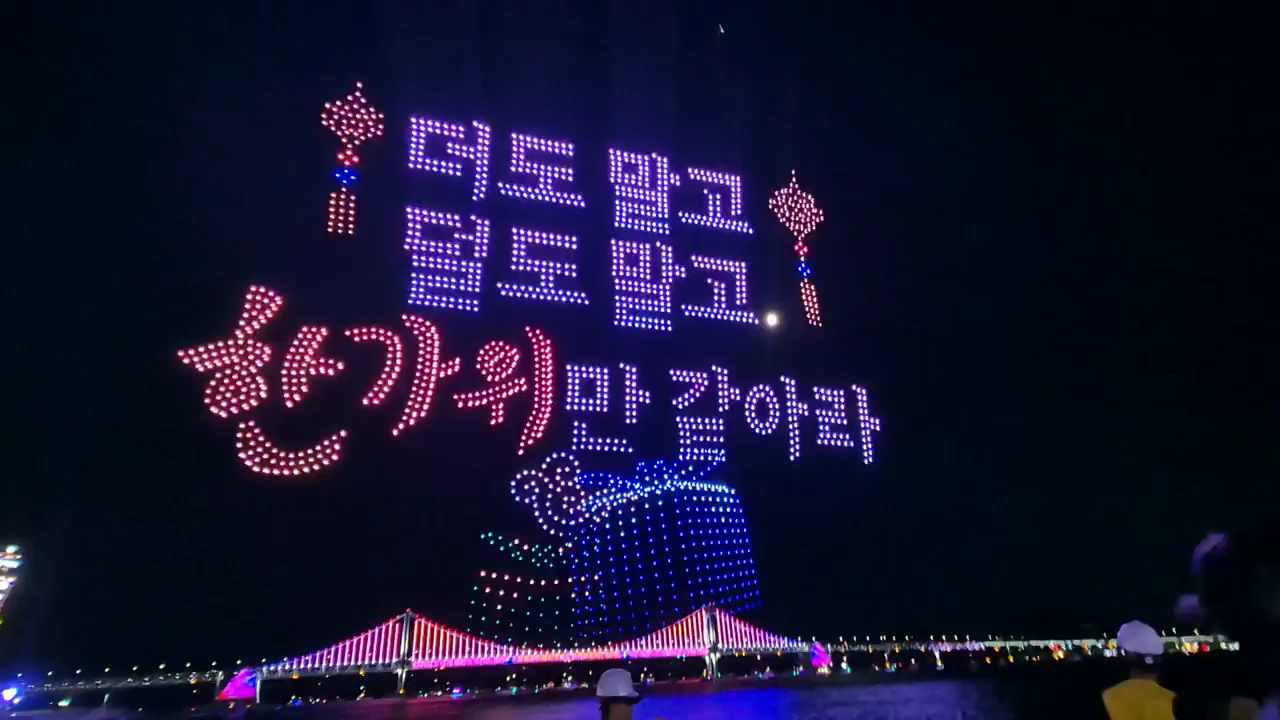 더도 말고
덜도 말고
한가위만 같아라